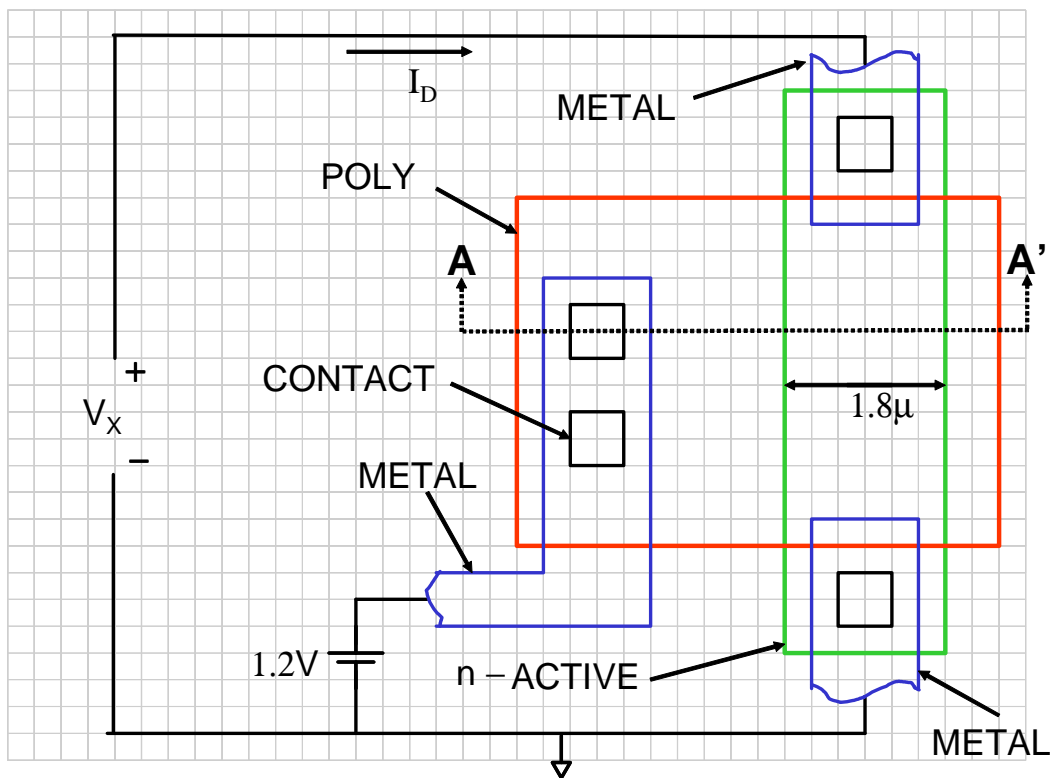 I_D
METAL
POLY
A
A’
+
V_X
–
CONTACT
1.8μ
METAL
1.2V
n – ACTIVE
METAL